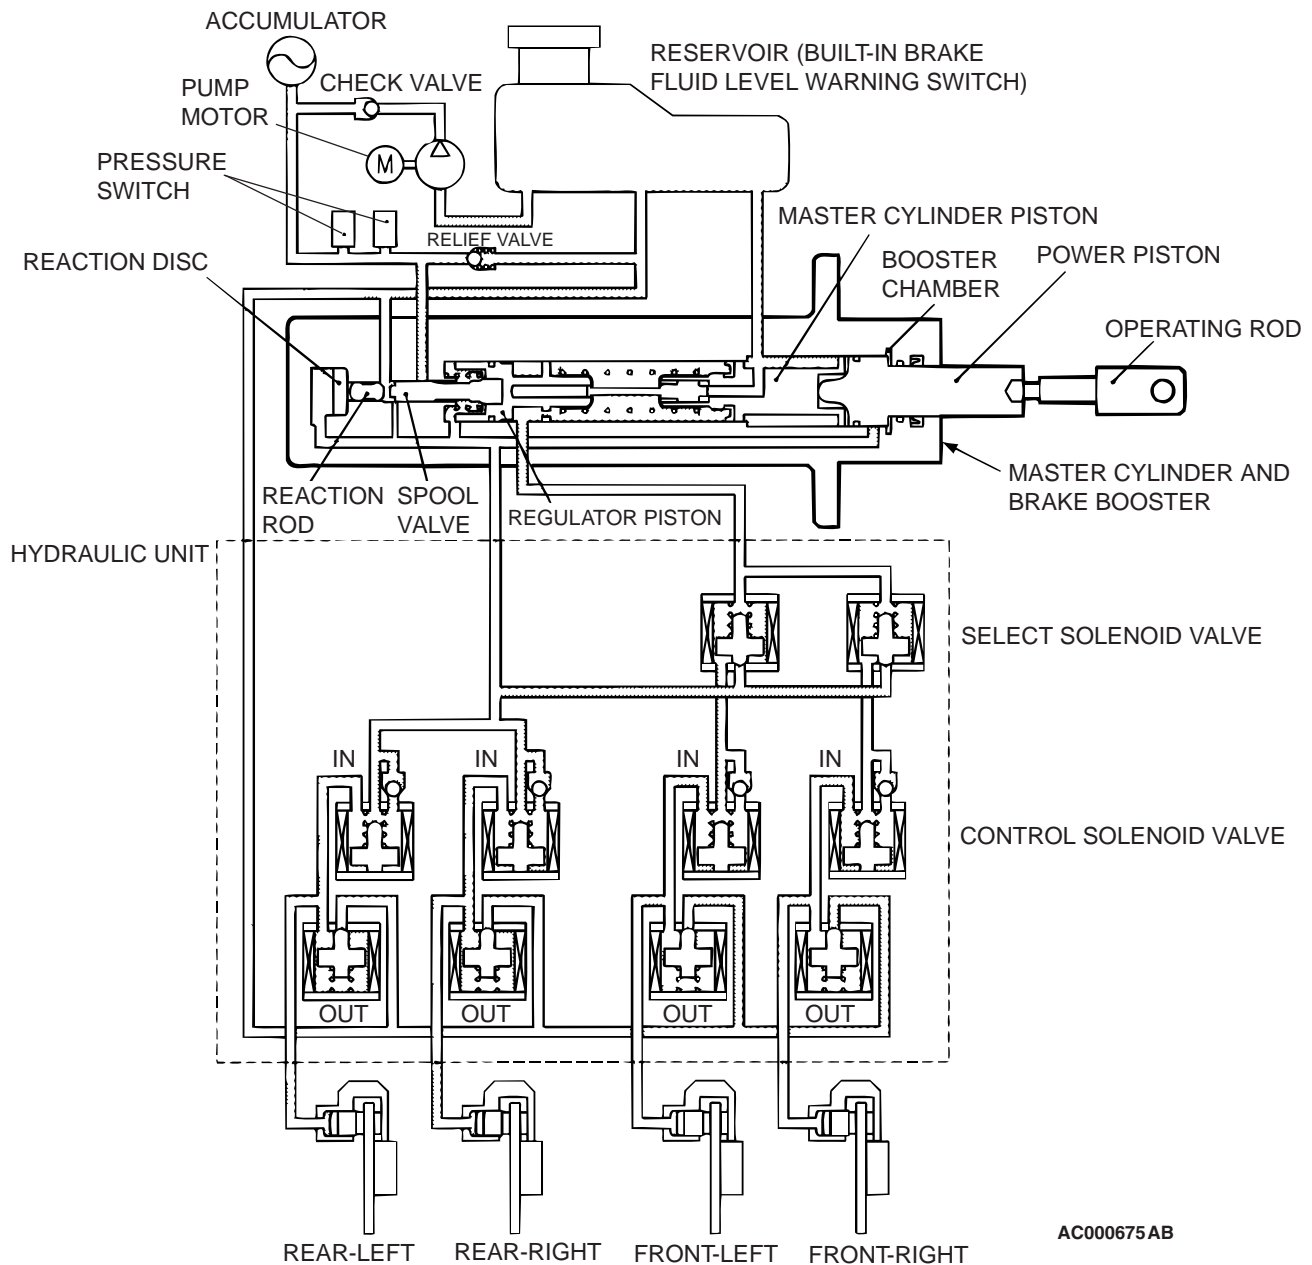 ACCUMULATOR
RESERVOIR (BUILT-IN BRAKE
FLUID LEVEL WARNING SWITCH)
CHECK VALVE
PUMP
MOTOR
M
PRESSURE
SWITCH
RELIEF VALVE
MASTER CYLINDER PISTON
REACTION DISC
BOOSTER
CHAMBER
POWER PISTON
OPERATING ROD
REACTION
ROD
SPOOL
VALVE
REGULATOR PISTON
MASTER CYLINDER AND
BRAKE BOOSTER
HYDRAULIC UNIT
SELECT SOLENOID VALVE
IN
IN
IN
IN
CONTROL SOLENOID VALVE
OUT
OUT
OUT
OUT
REAR-LEFT
REAR-RIGHT
FRONT-LEFT
FRONT-RIGHT
AC000675AB